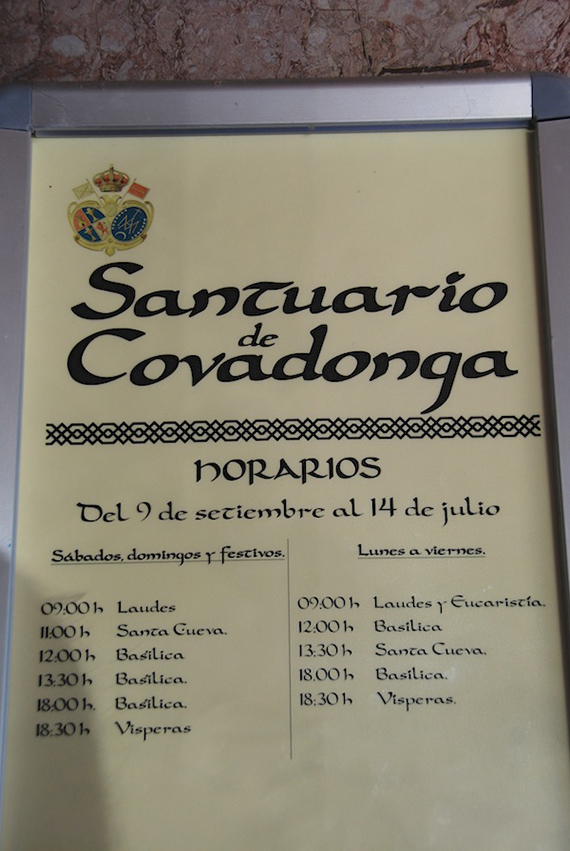 Santuario
de
Covadonga
HORARIOS
Del 9 de setiembre al 14 de julio
Sábados, domingos y festivos.
09:00 h Laudes
11:00 h Santa Cueva.
12:00 h Basílica
13:30 h Basílica.
18:00 h. Basílica.
18:30 h Vísperas
Lunes a viernes.
09:00 h Laudes y Eucaristía.
12:00 h Basílica
13:30 h Santa Cueva.
18:00 h Basílica.
18:30 h Vísperas.